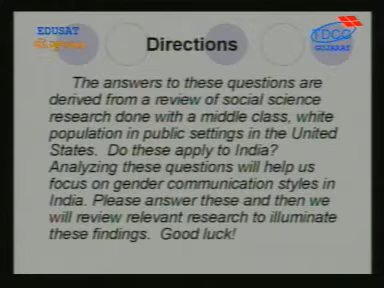 EDUSAT
TDCC
GUJARAT
Directions
The answers to these questions are
derived from a review of social science
research done with a middle class, white
population in public settings in the United
States. Do these apply to India?
Analyzing these questions will help us
focus on gender communication styles in
India. Please answer these and then we
will review relevant research to illuminate
these findings. Good luck!